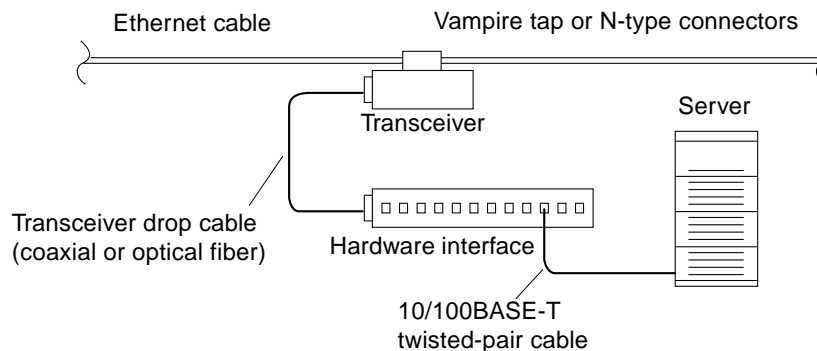 Ethernet cable
Vampire tap or N-type connectors
Transceiver
Server
Transceiver drop cable
(coaxial or optical fiber)
Hardware interface
10/100BASE-T
twisted-pair cable